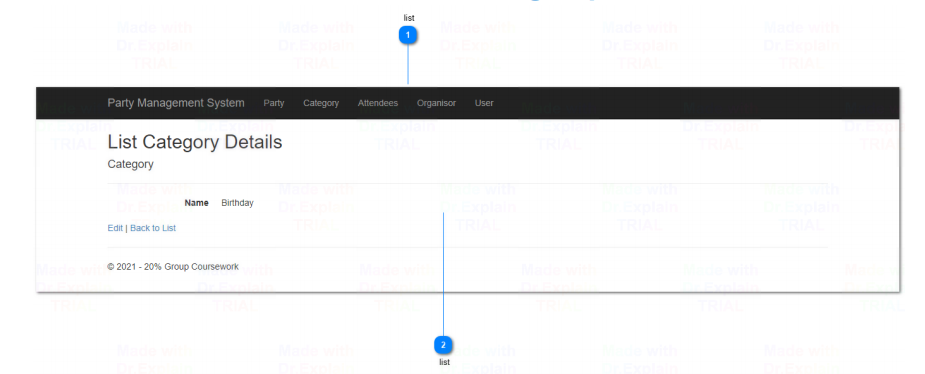 list
1
Party Management System Party Category Attendees Organisor User
List Category Details
Category
Name Birthday
Edit | Back to List
© 2021 - 20% Group Coursework
2
list
Made with
Dr.Explain
TRIAL